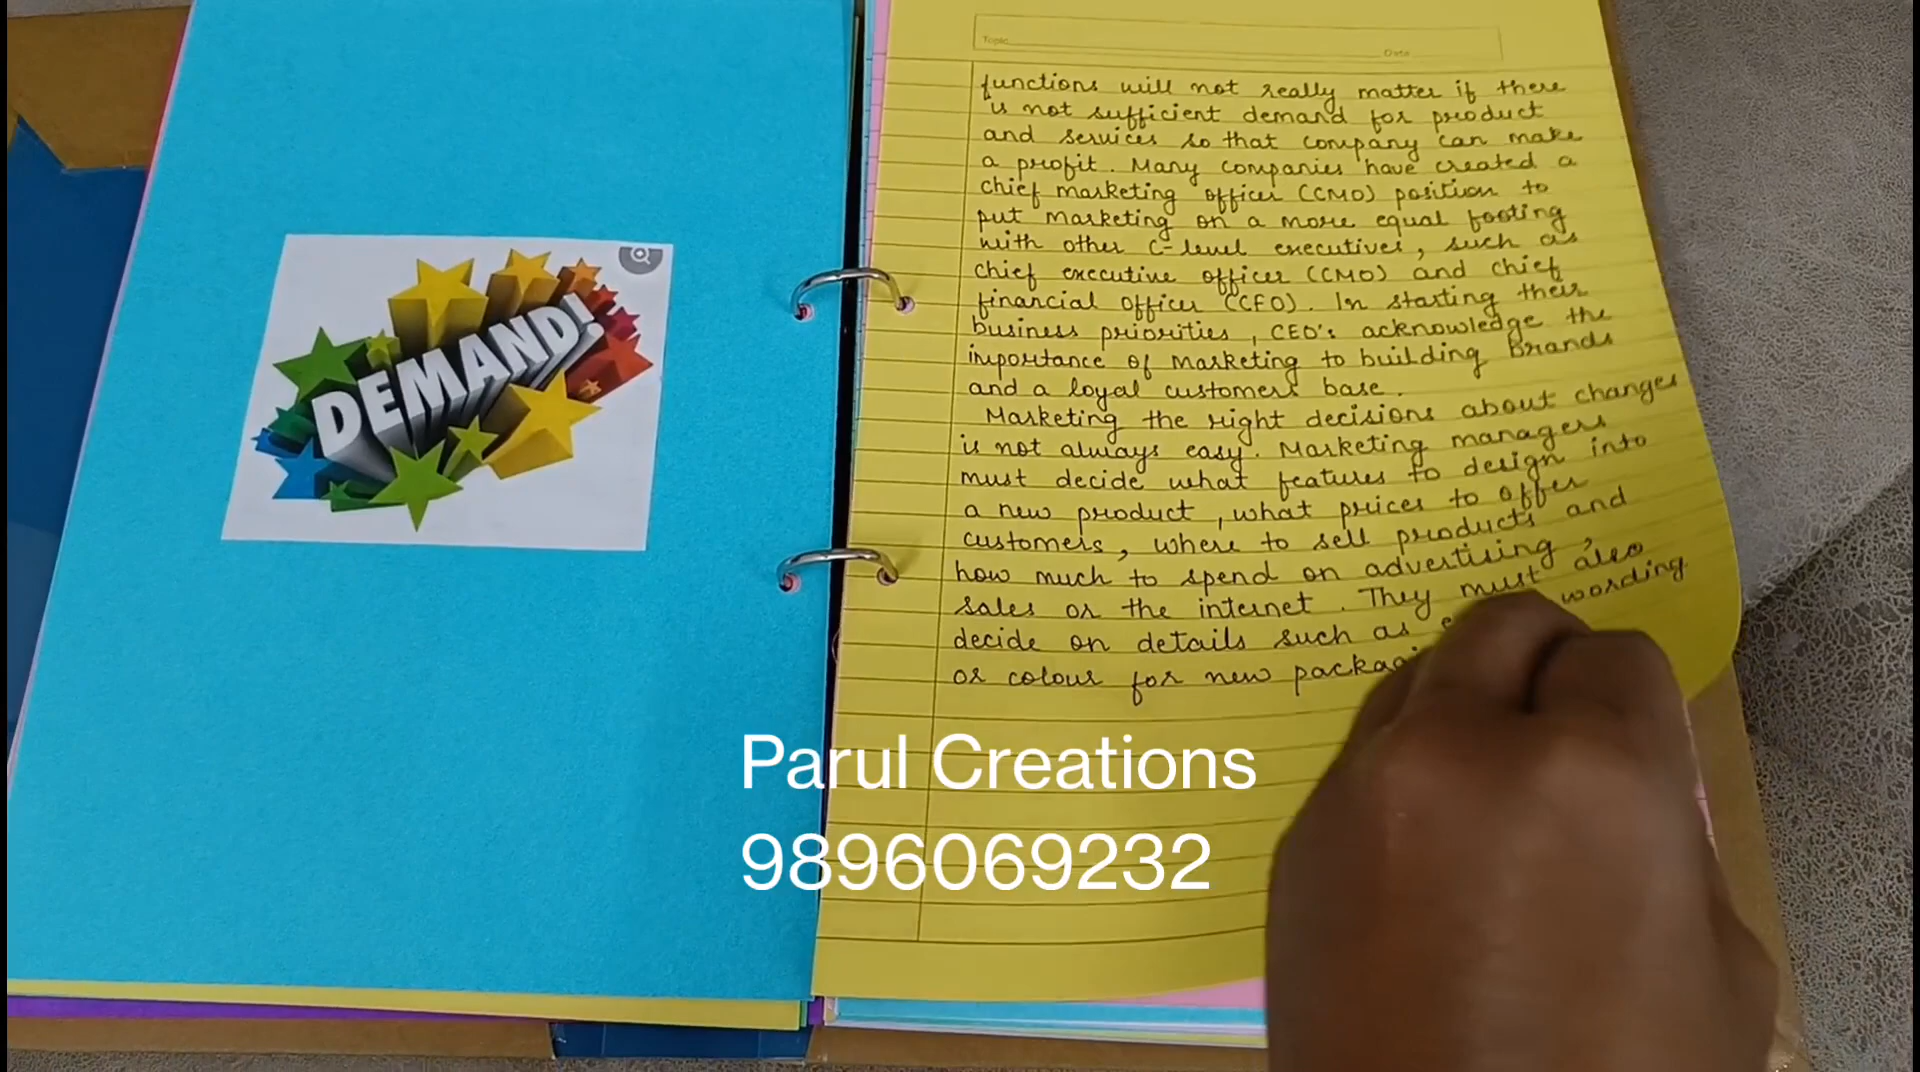 DEMAND!
Topic
Date
functions will not really matter if there
is not sufficient demand for product
and services so that company can make
a profit. Many companies have created a
chief marketing officer (CMO) position to
put marketing on a more equal footing
with other C-level executives, such as
chief executive officer (CMO) and chief
financial officer (CFO). In starting their
business priorities, CEO's acknowledge the
importance of marketing to building Brands
and a loyal customers base.
Marketing the right decisions about changes
is not always easy. Marketing managers
must decide what features to design into
a new product, what prices to offer
customers, where to sell products and
how much to spend on advertising,
sales or the internet. They must also
decide on details such as wording
or colour for new
Parul Creations
9896069232